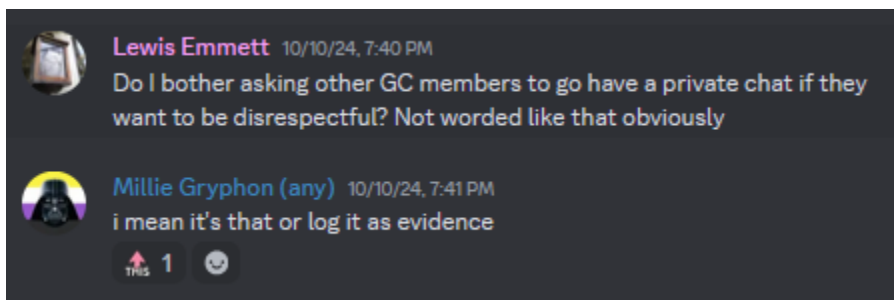 Lewis Emmett 10/10/24, 7:40 PM
Do I bother asking other GC members to go have a private chat if they
want to be disrespectful? Not worded like that obviously
Millie Gryphon (any) 10/10/24, 7:41 PM
i mean it's that or log it as evidence
THIS 1